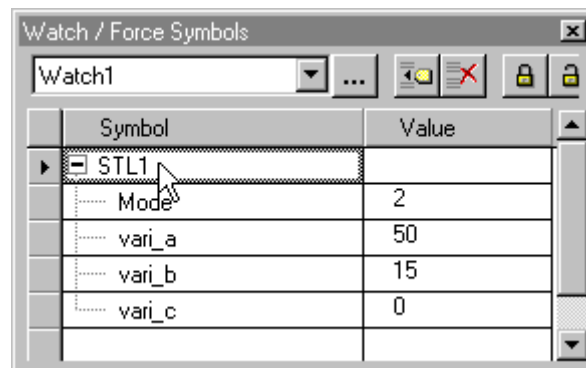 Watch / Force Symbols
Watch1 ...
Symbol Value
STL1
Mode 2
vari_a 50
vari_b 15
vari_c 0